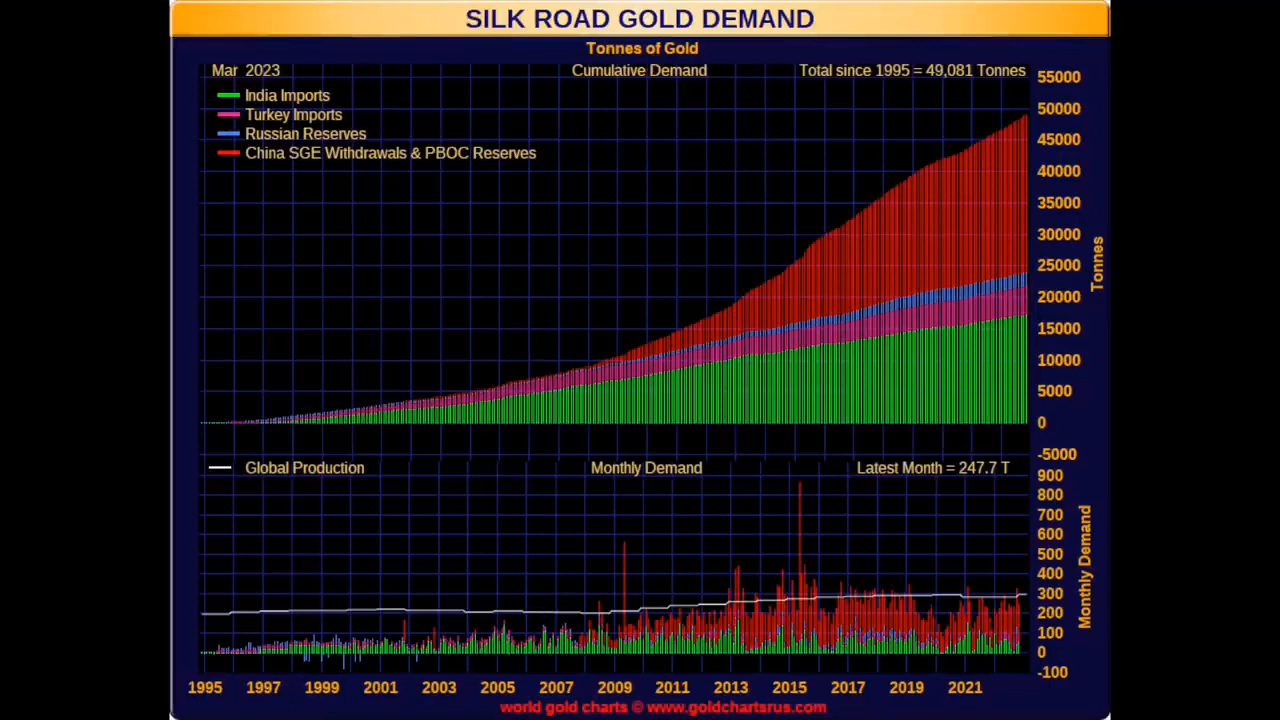 SILK ROAD GOLD DEMAND
Tonnes of Gold
Mar 2023 Cumulative Demand Total since 1995 = 49,081 Tonnes
India Imports
Turkey Imports
Russian Reserves
China SGE Withdrawals & PBOC Reserves
55000
50000
45000
40000
35000
30000
25000
20000
15000
10000
5000
0
-5000
Tonnes
Global Production Monthly Demand Latest Month = 247.7 T
900
800
700
600
500
400
300
200
100
0
-100
Monthly Demand
1995 1997 1999 2001 2003 2005 2007 2009 2011 2013 2015 2017 2019 2021
world gold charts © www.goldchartsrus.com